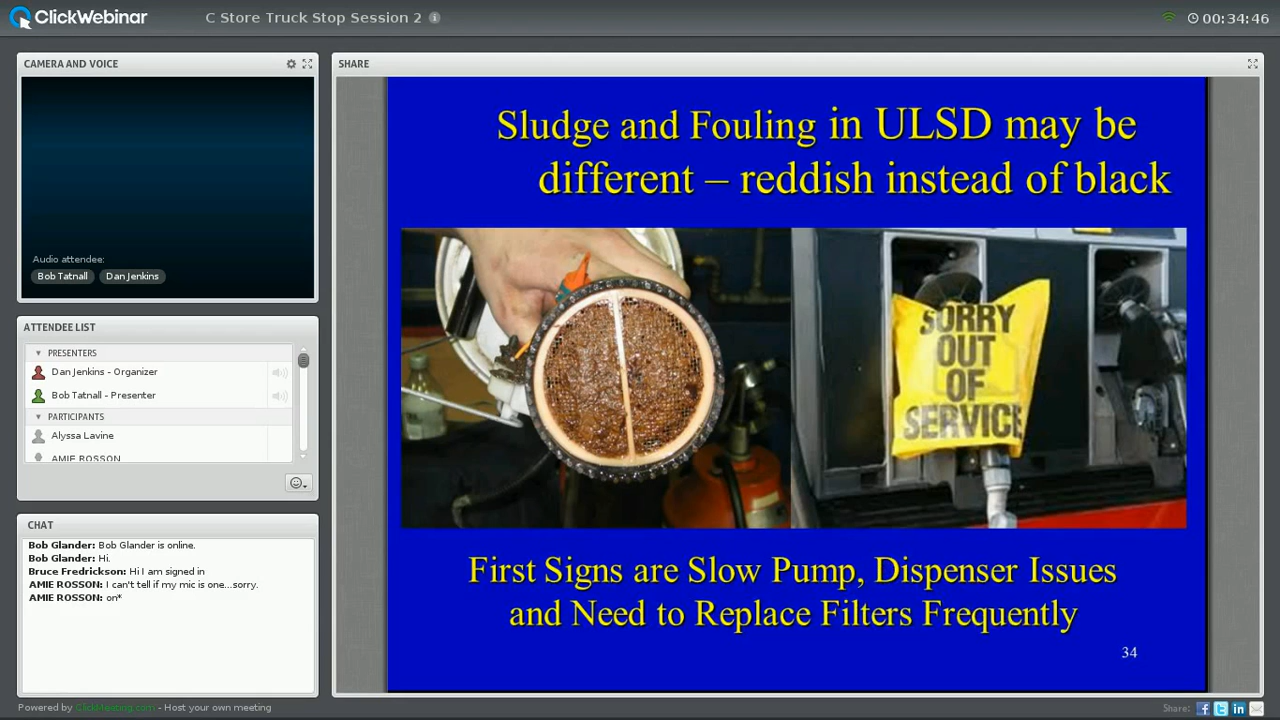 ClickWebinar
C Store Truck Stop Session 2
00:34:46
CAMERA AND VOICE
Audio attendee:
Bob Tatnall
Dan Jenkins
ATTENDEE LIST
PRESENTERS
Dan Jenkins - Organizer
Bob Tatnall - Presenter
PARTICIPANTS
Alyssa Lavine
AMIE ROSSON
CHAT
Bob Glander: Bob Glander is online.
Bob Glander: Hi.
Bruce Fredrickson: Hi I am signed in
AMIE ROSSON: I can't tell if my mic is one...sorry.
AMIE ROSSON: on*
SHARE
Sludge and Fouling in ULSD may be
different – reddish instead of black
SORRY
OUT
OF
SERVICE
First Signs are Slow Pump, Dispenser Issues
and Need to Replace Filters Frequently
34
Powered by ClickMeeting.com - Host your own meeting
Share: